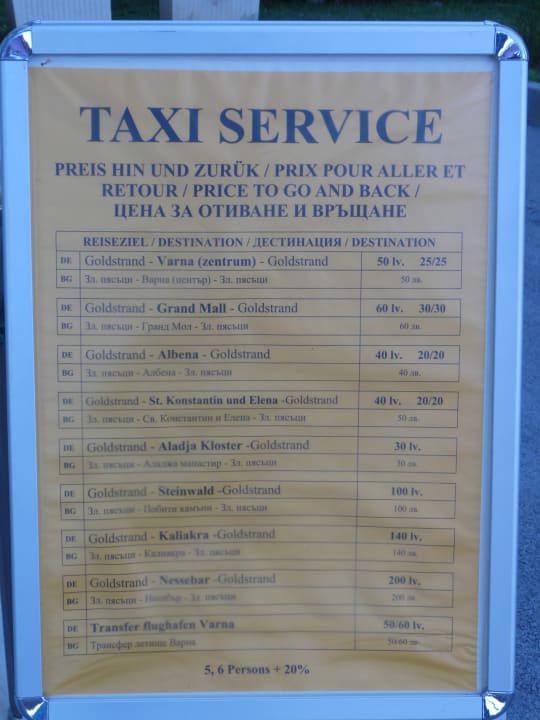 TAXI SERVICE
PREIS HIN UND ZURÜK / PRIX POUR ALLER ET
RETOUR / PRICE TO GO AND BACK /
ЦЕНА ЗА ОТИВАНЕ И ВРЪЩАНЕ
REISEZIEL / DESTINATION / ДЕСТИНАЦИЯ / DESTINATION
DE Goldstrand - Varna (zentrum) - Goldstrand 50 lv. 25/25
BG Зл. пясъци - Варна (център) - Зл. пясъци 50 лв.
DE Goldstrand - Grand Mall - Goldstrand 60 lv. 30/30
BG Зл. пясъци - Гранд Мол - Зл. пясъци 60 лв.
DE Goldstrand - Albena - Goldstrand 40 lv. 20/20
BG Зл. пясъци - Албена - Зл. пясъци 40 лв.
DE Goldstrand - St. Konstantin und Elena -Goldstrand 40 lv. 20/20
BG Зл. пясъци - Св. Константин и Елена - Зл. пясъци 50 лв.
DE Goldstrand - Aladja Kloster -Goldstrand 30 lv.
BG Зл. пясъци - Аладжа манастир - Зл. пясъци 30 лв.
DE Goldstrand - Steinwald -Goldstrand 100 lv.
BG Зл. пясъци - Побити камъни - Зл. пясъци 100 лв.
DE Goldstrand - Kaliakra -Goldstrand 140 lv.
BG Зл. пясъци - Калиакра - Зл. пясъци 140 лв.
DE Goldstrand - Nessebar -Goldstrand 200 lv.
BG Зл. пясъци - Несебър - Зл. пясъци 200 лв.
DE Transfer flughafen Varna 50/60 lv.
BG Трансфер летище Варна 50/60 лв.
5, 6 Persons + 20%